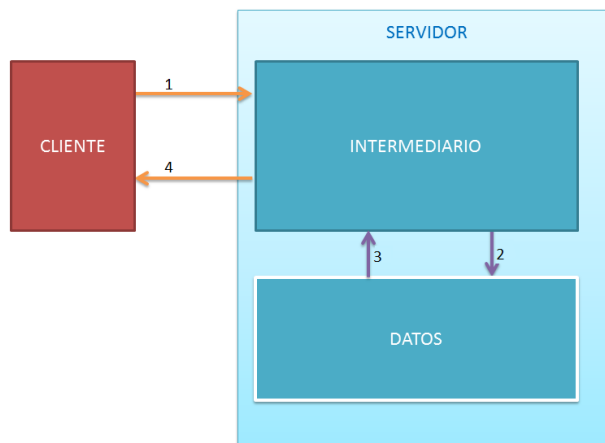 SERVIDOR
1
CLIENTE
INTERMEDIARIO
4
3
2
DATOS